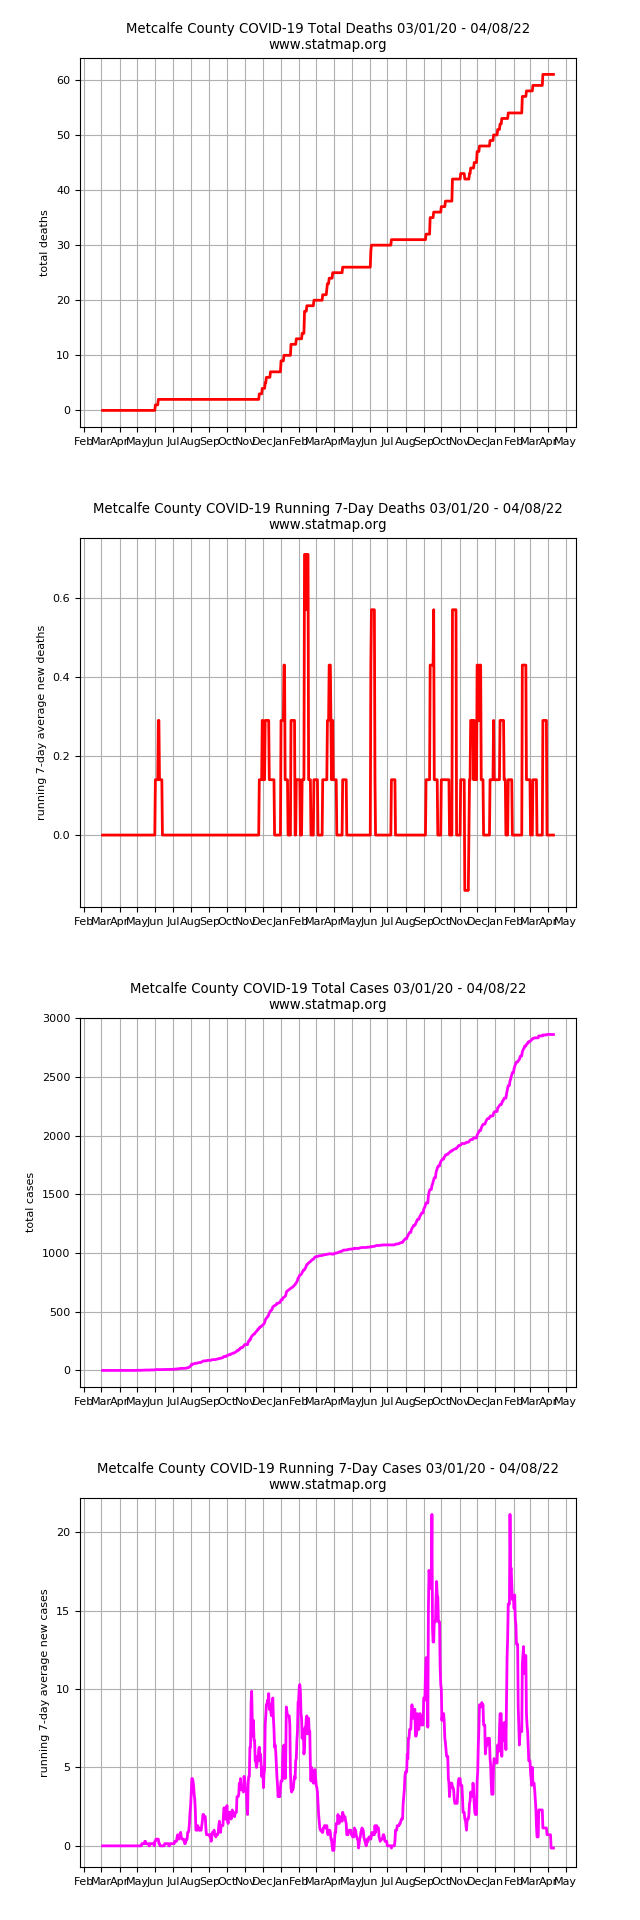 Metcalfe County COVID-19 Total Deaths 03/01/20 - 04/08/22
www.statmap.org
60
50
40
30
20
10
0
total deaths
Feb Mar Apr May Jun Jul Aug Sep Oct Nov Dec Jan Feb Mar Apr May Jun Jul Aug Sep Oct Nov Dec Jan Feb Mar Apr May
Metcalfe County COVID-19 Running 7-Day Deaths 03/01/20 - 04/08/22
www.statmap.org
0.6
0.4
0.2
0.0
running 7-day average new deaths
Feb Mar Apr May Jun Jul Aug Sep Oct Nov Dec Jan Feb Mar Apr May Jun Jul Aug Sep Oct Nov Dec Jan Feb Mar Apr May
Metcalfe County COVID-19 Total Cases 03/01/20 - 04/08/22
www.statmap.org
3000
2500
2000
1500
1000
500
0
total cases
Feb Mar Apr May Jun Jul Aug Sep Oct Nov Dec Jan Feb Mar Apr May Jun Jul Aug Sep Oct Nov Dec Jan Feb Mar Apr May
Metcalfe County COVID-19 Running 7-Day Cases 03/01/20 - 04/08/22
www.statmap.org
20
15
10
5
0
running 7-day average new cases
Feb Mar Apr May Jun Jul Aug Sep Oct Nov Dec Jan Feb Mar Apr May Jun Jul Aug Sep Oct Nov Dec Jan Feb Mar Apr May